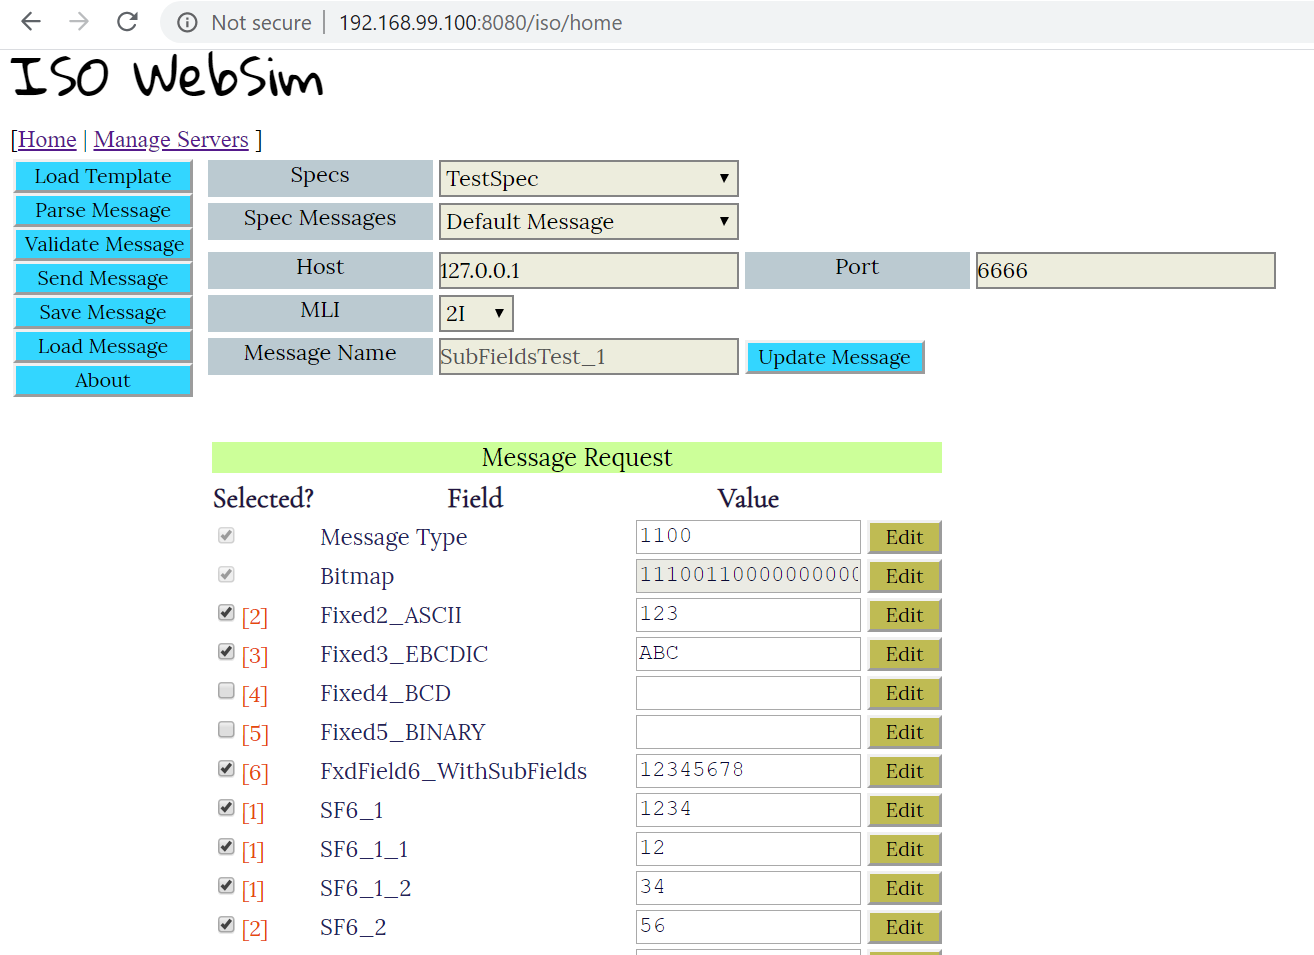 Not secure | 192.168.99.100:8080/iso/home
ISO WebSim
[Home | Manage Servers ]
Load Template
Parse Message
Validate Message
Send Message
Save Message
Load Message
About
Specs TestSpec
Spec Messages Default Message
Host 127.0.0.1 Port 6666
MLI 2I
Message Name SubFieldsTest_1 Update Message
Message Request
Selected? Field Value
Message Type 1100 Edit
Bitmap 11100110000000000 Edit
[2] Fixed2_ASCII 123 Edit
[3] Fixed3_EBCDIC ABC Edit
[4] Fixed4_BCD Edit
[5] Fixed5_BINARY Edit
[6] FxdField6_WithSubFields 12345678 Edit
[1] SF6_1 1234 Edit
[1] SF6_1_1 12 Edit
[1] SF6_1_2 34 Edit
[2] SF6_2 56 Edit